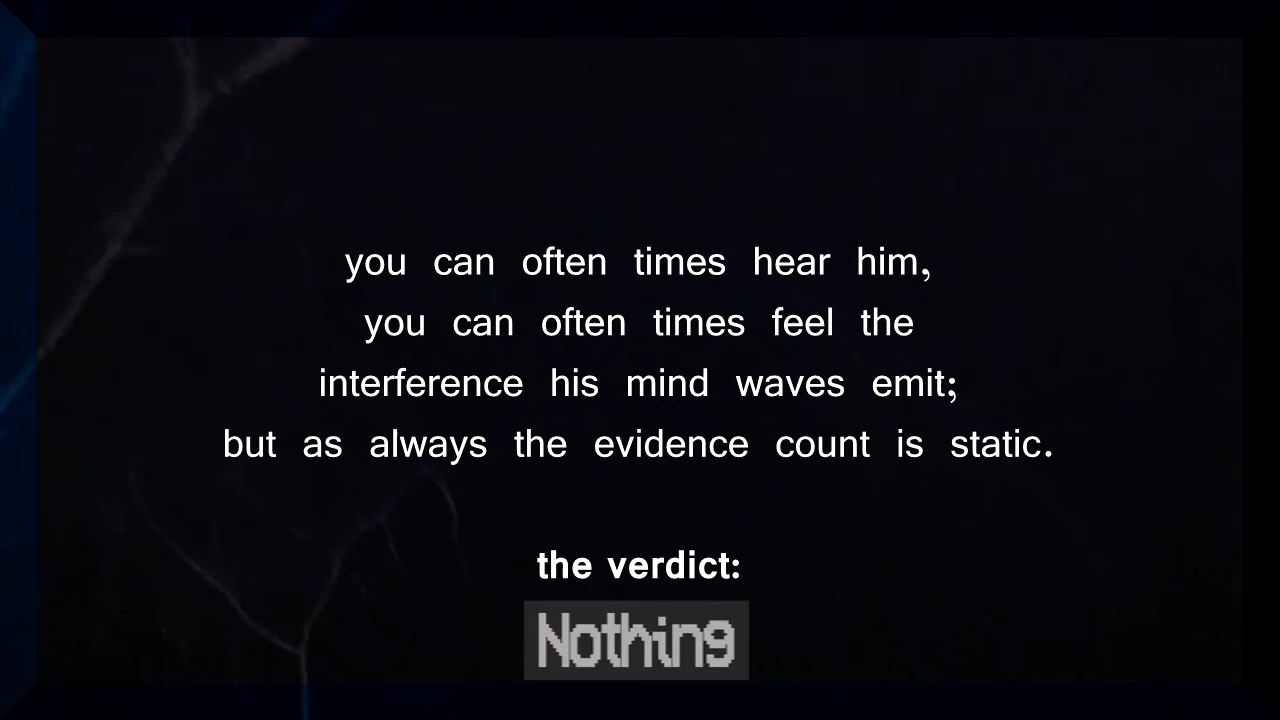 you can often times hear him,
you can often times feel the
interference his mind waves emit;
but as always the evidence count is static.
the verdict:
Nothing